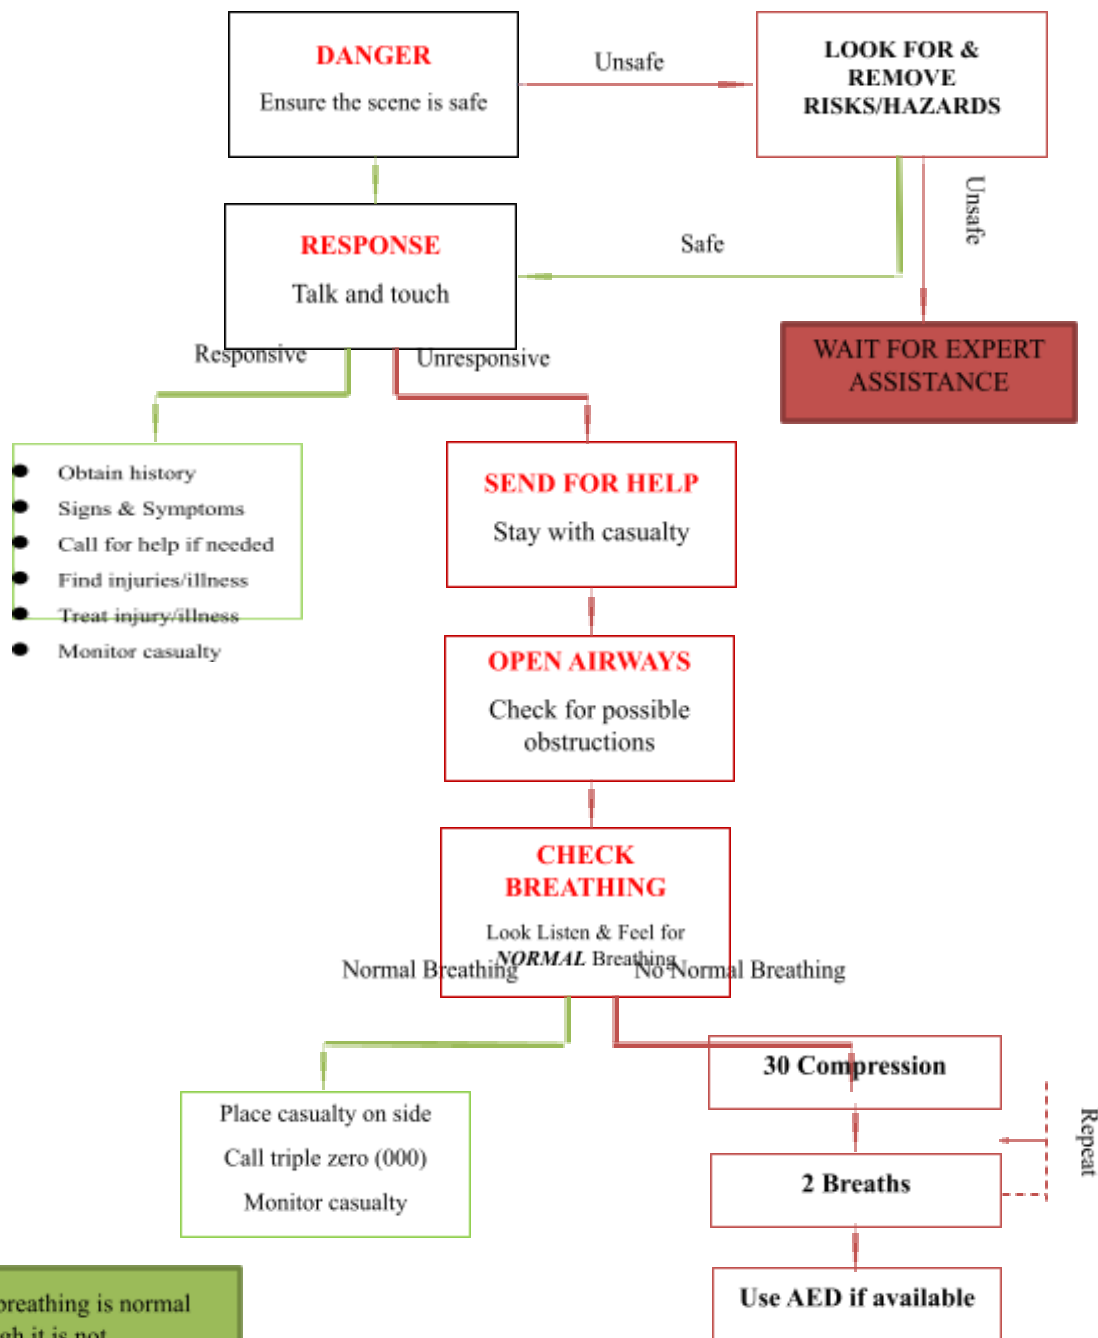 DANGER
Ensure the scene is safe
Unsafe
LOOK FOR &
REMOVE
RISKS/HAZARDS
Unsafe
RESPONSE
Talk and touch
Safe
WAIT FOR EXPERT
ASSISTANCE
Responsive
Unresponsive
Obtain history
Signs & Symptoms
Call for help if needed
Find injuries/illness
Treat injury/illness
Monitor casualty
SEND FOR HELP
Stay with casualty
OPEN AIRWAYS
Check for possible
obstructions
CHECK
BREATHING
Look Listen & Feel for
NORMAL Breathing
Normal Breathing
No Normal Breathing
Place casualty on side
Call triple zero (000)
Monitor casualty
30 Compression
2 Breaths
Repeat
Use AED if available
breathing is normal
it is not